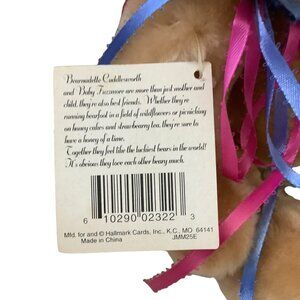 Bearnadette Cuddlesworth
and Baby Fuzzmore are more than just mother and
child, they're also best friends. Whether they're
running bearfoot in a field of wildflowers or picnicking
on honey cakes and strawbeary tea, they're sure to
have a honey of a time.
Together they feel like the luckiest bears in the world!
It's obvious they love each other beary much.
6 10290 02322 3
Mfd. for and © Hallmark Cards, Inc., K.C., MO 64141
Made in China JMM25E